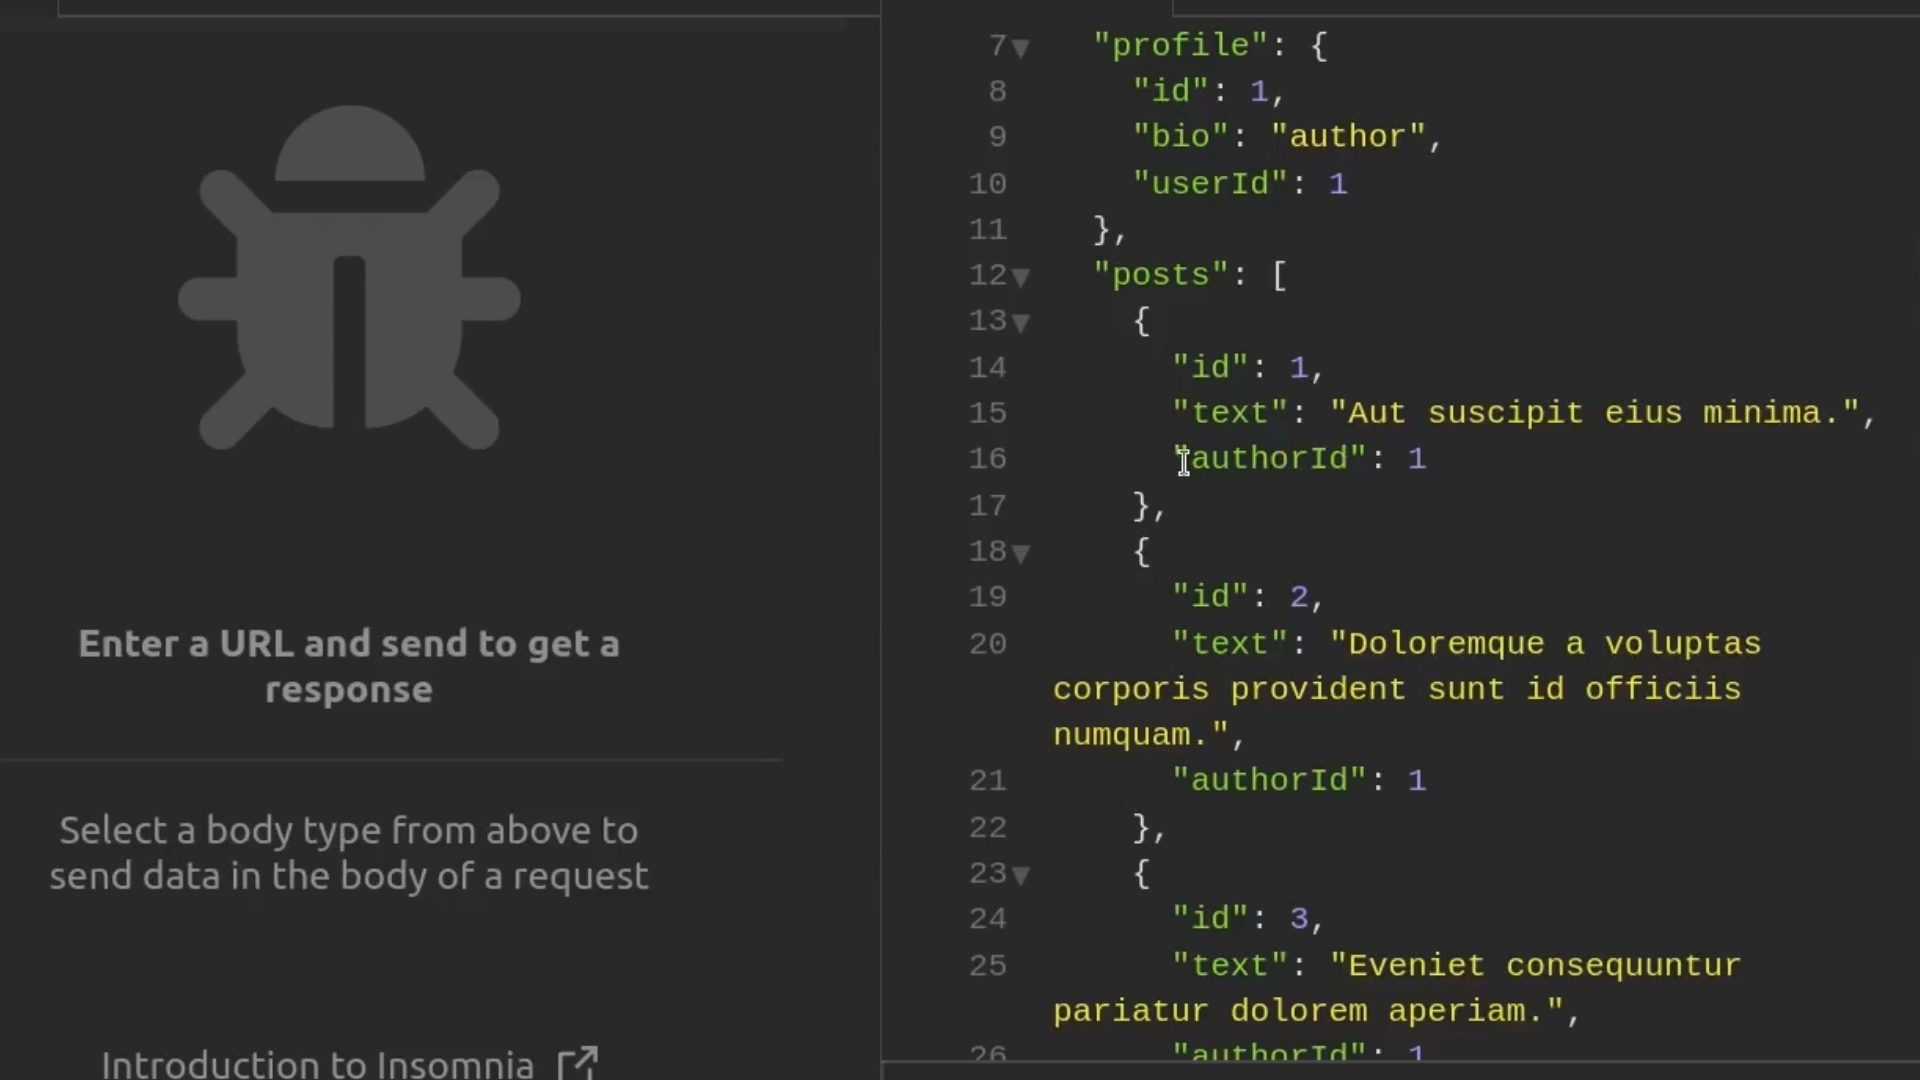 Enter a URL and send to get a
response
Select a body type from above to
send data in the body of a request
Introduction to Insomnia
7 "profile": {
8 "id": 1,
9 "bio": "author",
10 "userId": 1
11 },
12 "posts": [
13 {
14 "id": 1,
15 "text": "Aut suscipit eius minima.",
16 "authorId": 1
17 },
18 {
19 "id": 2,
20 "text": "Doloremque a voluptas
corporis provident sunt id officiis
numquam.",
21 "authorId": 1
22 },
23 {
24 "id": 3,
25 "text": "Eveniet consequuntur
pariatur dolorem aperiam.",
26 "authorId": 1